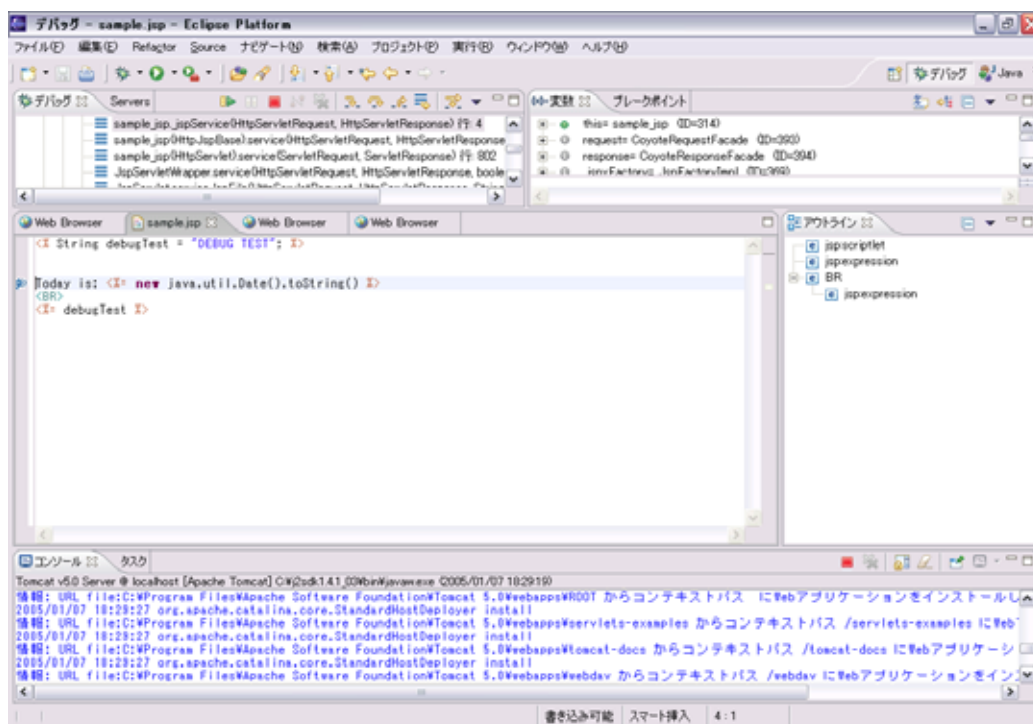 デバッグ - sample.jsp - Eclipse Platform
ファイル(F) 編集(E) Refactor Source ナビゲート(N) 検索(A) プロジェクト(P) 実行(R) ウィンドウ(W) ヘルプ(H)
デバッグ Java
デバッグ Servers
sample_jsp._jspService(HttpServletRequest, HttpServletResponse) 行: 4
sample_jsp(HttpJspBase).service(HttpServletRequest, HttpServletResponse
sample_jsp(HttpServlet).service(ServletRequest, ServletResponse) 行: 802
JspServletWrapper.service(HttpServletRequest, HttpServletResponse, boole
変数 ブレークポイント
this= sample_jsp (ID=314)
request= CoyoteRequestFacade (ID=393)
response= CoyoteResponseFacade (ID=394)
_jspxFactory= JspFactoryImpl
Web Browser sample.jsp Web Browser Web Browser
<% String debugTest = "DEBUG TEST"; %>
Today is: <%= new java.util.Date().toString() %>
<BR>
<%= debugTest %>
アウトライン
jsp:scriptlet
jsp:expression
BR
jsp:expression
コンソール タスク
Tomcat v5.0 Server @ localhost [Apache Tomcat] C:¥j2sdk1.4.1_03¥bin¥javaw.exe (2005/01/07 18:29:19)
情報: URL file:C:¥Program Files¥Apache Software Foundation¥Tomcat 5.0¥webapps¥ROOT からコンテキストパス にWebアプリケーションをインストールし
2005/01/07 18:29:27 org.apache.catalina.core.StandardHostDeployer install
情報: URL file:C:¥Program Files¥Apache Software Foundation¥Tomcat 5.0¥webapps¥servlets-examples からコンテキストパス /servlets-examples にWeb
2005/01/07 18:29:27 org.apache.catalina.core.StandardHostDeployer install
情報: URL file:C:¥Program Files¥Apache Software Foundation¥Tomcat 5.0¥webapps¥tomcat-docs からコンテキストパス /tomcat-docs にWebアプリケーシ
2005/01/07 18:29:27 org.apache.catalina.core.StandardHostDeployer install
情報: URL file:C:¥Program Files¥Apache Software Foundation¥Tomcat 5.0¥webapps¥webdav からコンテキストパス /webdav にWebアプリケーションをイン
書き込み可能 スマート挿入 4 : 1